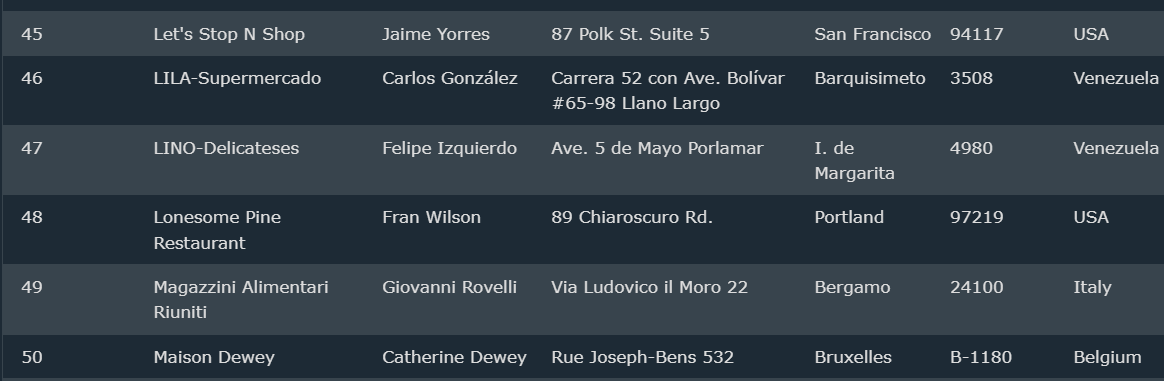 45 Let's Stop N Shop Jaime Yorres 87 Polk St. Suite 5 San Francisco 94117 USA
46 LILA-Supermercado Carlos González Carrera 52 con Ave. Bolívar Barquisimeto 3508 Venezuela
#65-98 Llano Largo
47 LINO-Delicateses Felipe Izquierdo Ave. 5 de Mayo Porlamar I. de 4980 Venezuela
Margarita
48 Lonesome Pine Fran Wilson 89 Chiaroscuro Rd. Portland 97219 USA
Restaurant
49 Magazzini Alimentari Giovanni Rovelli Via Ludovico il Moro 22 Bergamo 24100 Italy
Riuniti
50 Maison Dewey Catherine Dewey Rue Joseph-Bens 532 Bruxelles B-1180 Belgium